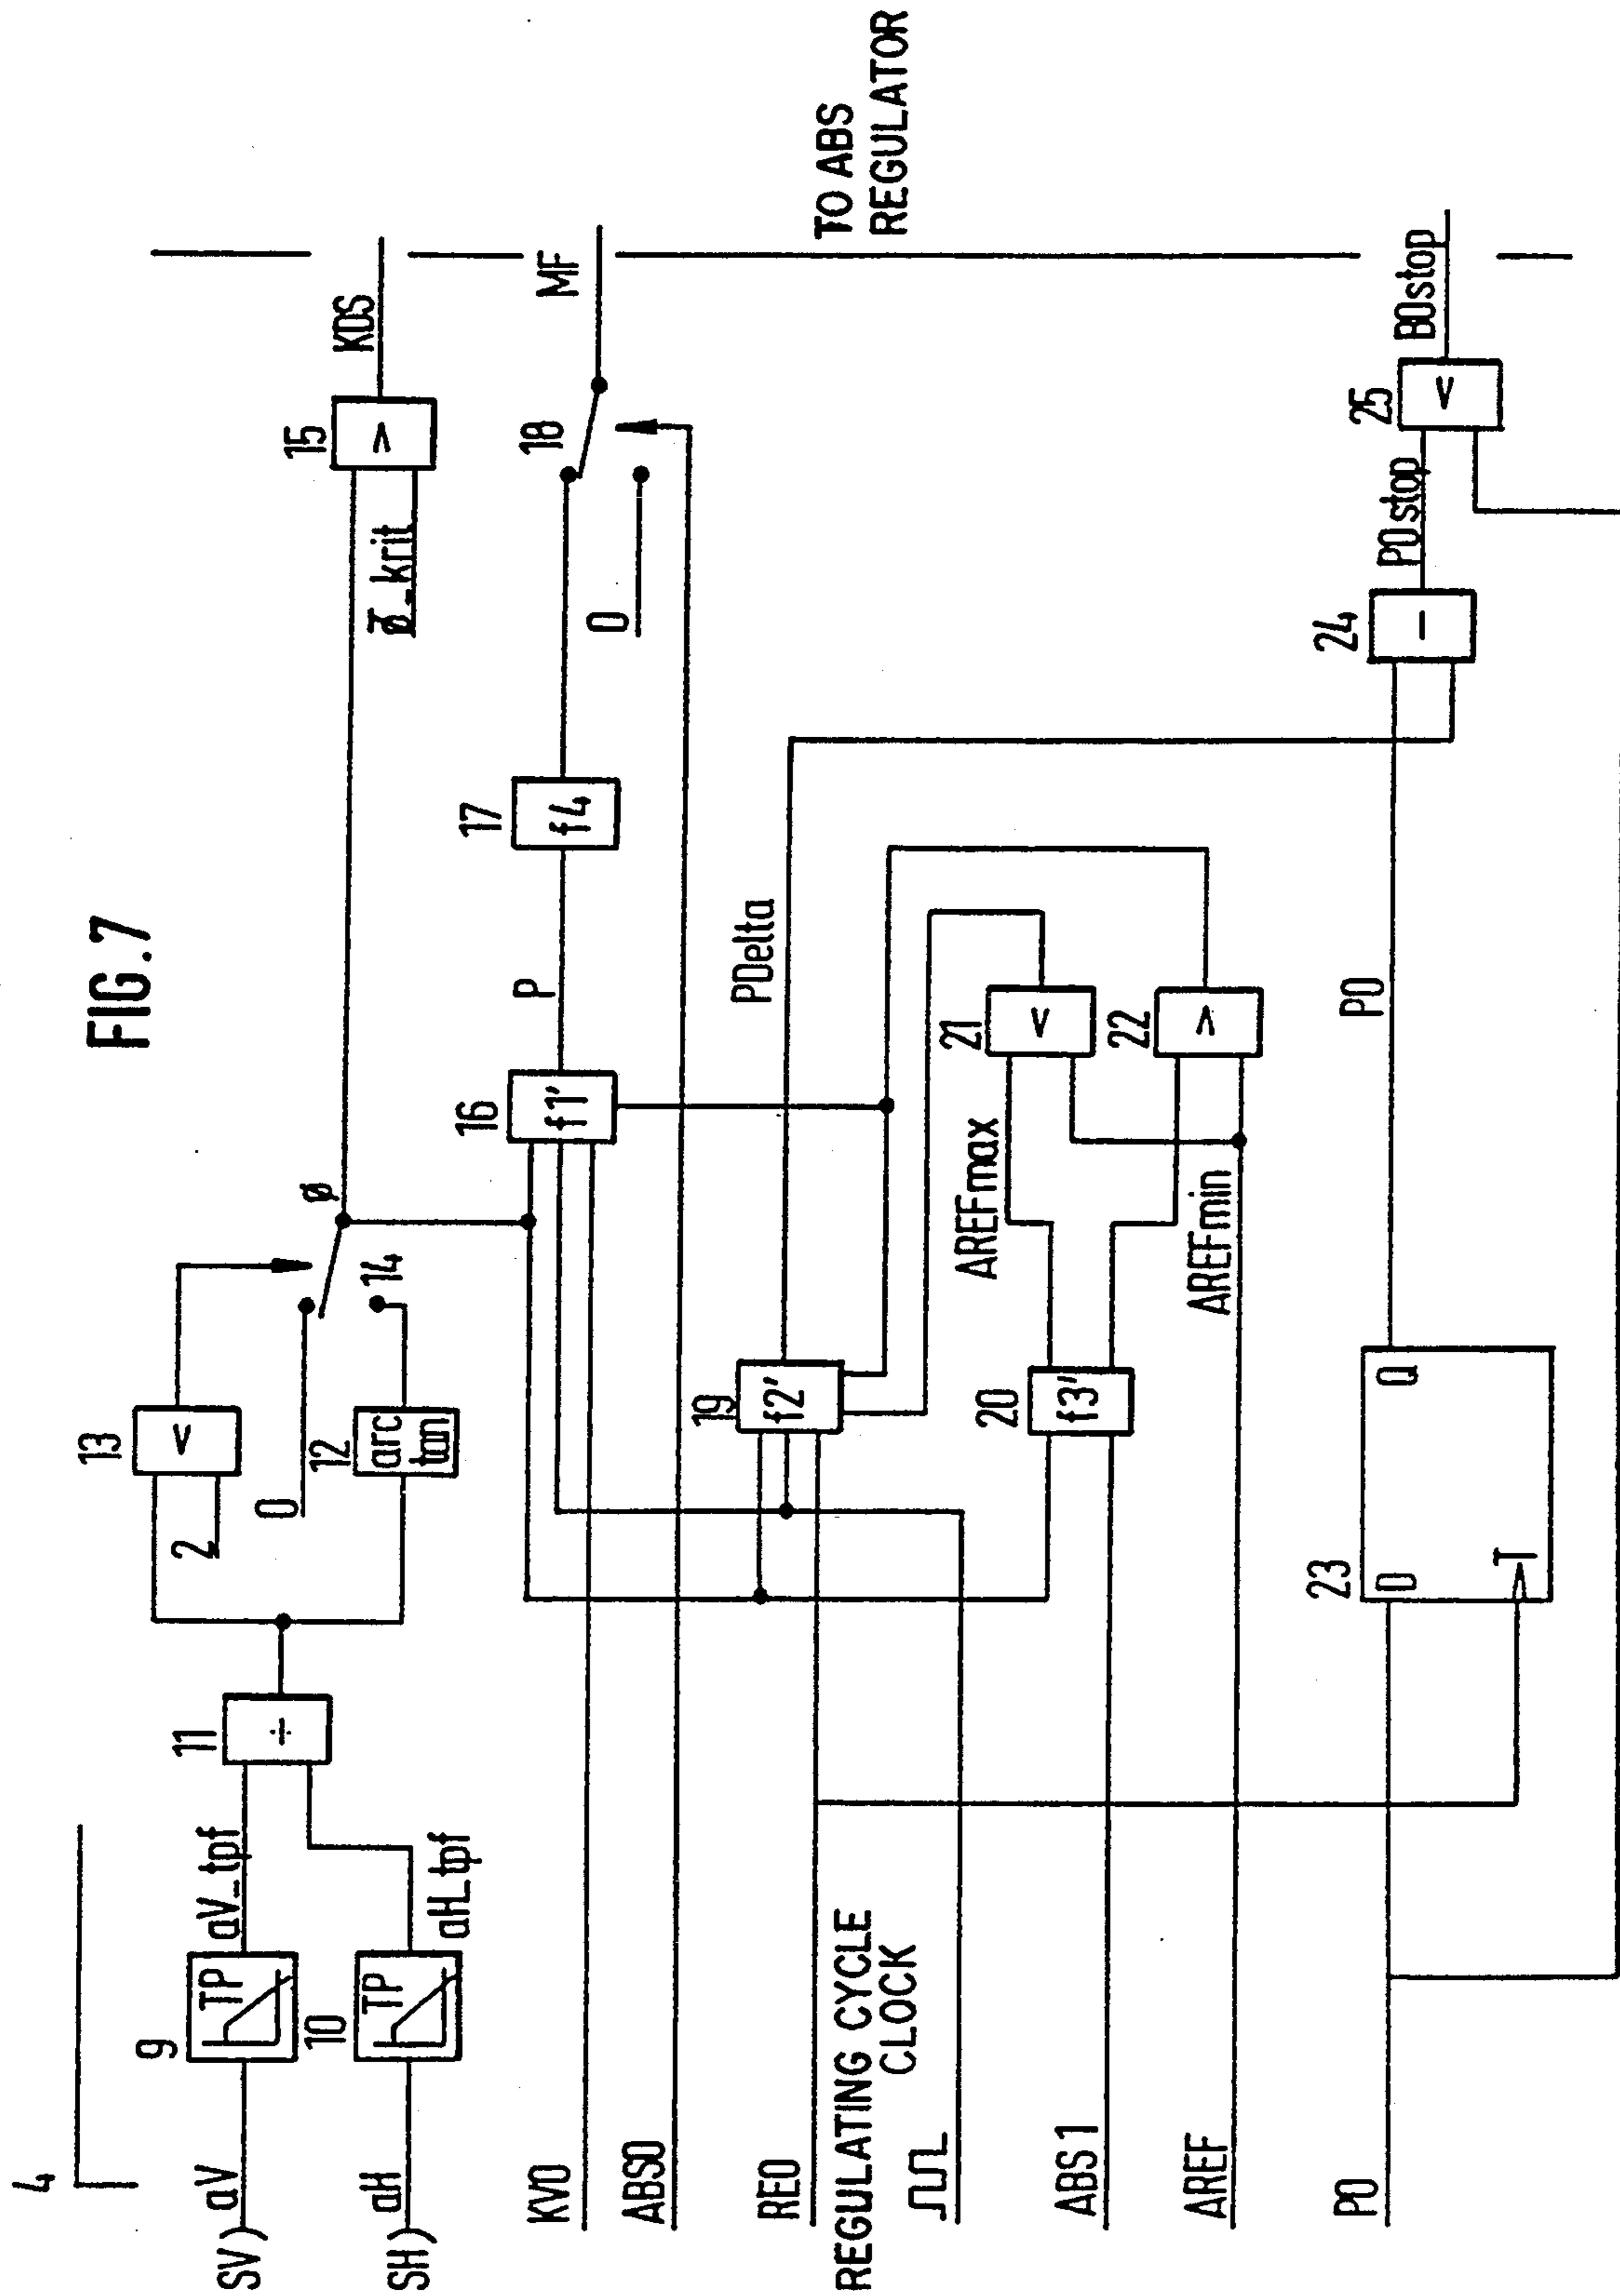 FIG.7
4
SV) aV
9
TP
aV_tpf
SH) aH
10
TP
aH_tpf
11
÷
13
<
2
0
12
arc
tan
14
ø
15
>
KDS
ø_krit
16
f1'
P
17
f4
18
MF
0
KV0
ABS0
RE0
REGULATING CYCLE
CLOCK
ABS1
AREF
P0
19
f2'
PDelta
20
f3'
AREFmax
AREFmin
21
<
22
>
23
D
Q
T
P0
24
−
P0stop
25
<
B0stop
TO ABS
REGULATOR